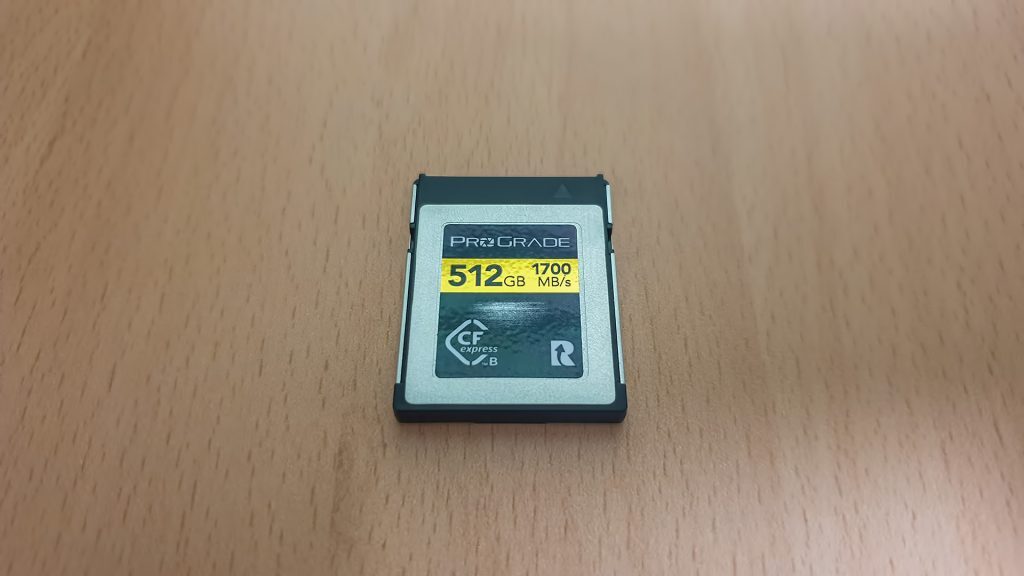 PROGRADE
512GB 1700
MB/s
CF
express
B
R